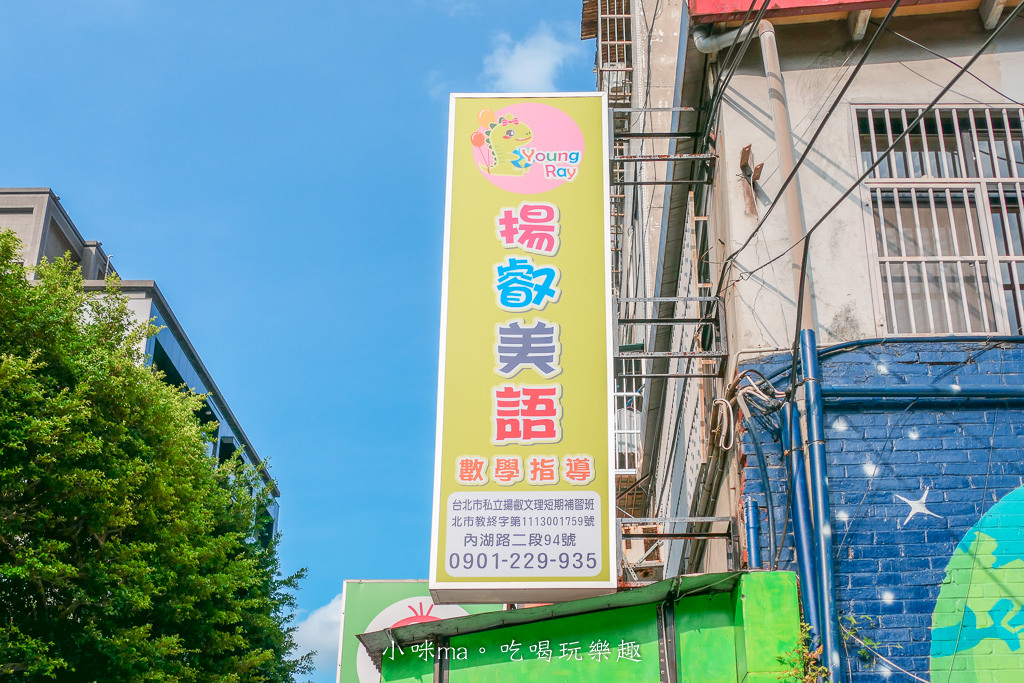 Young
Ray
揚叡美語
數學指導
台北市私立揚叡文理短期補習班
北市教終字第1113001759號
內湖路二段94號
0901-229-935
小咪ma。吃喝玩樂趣